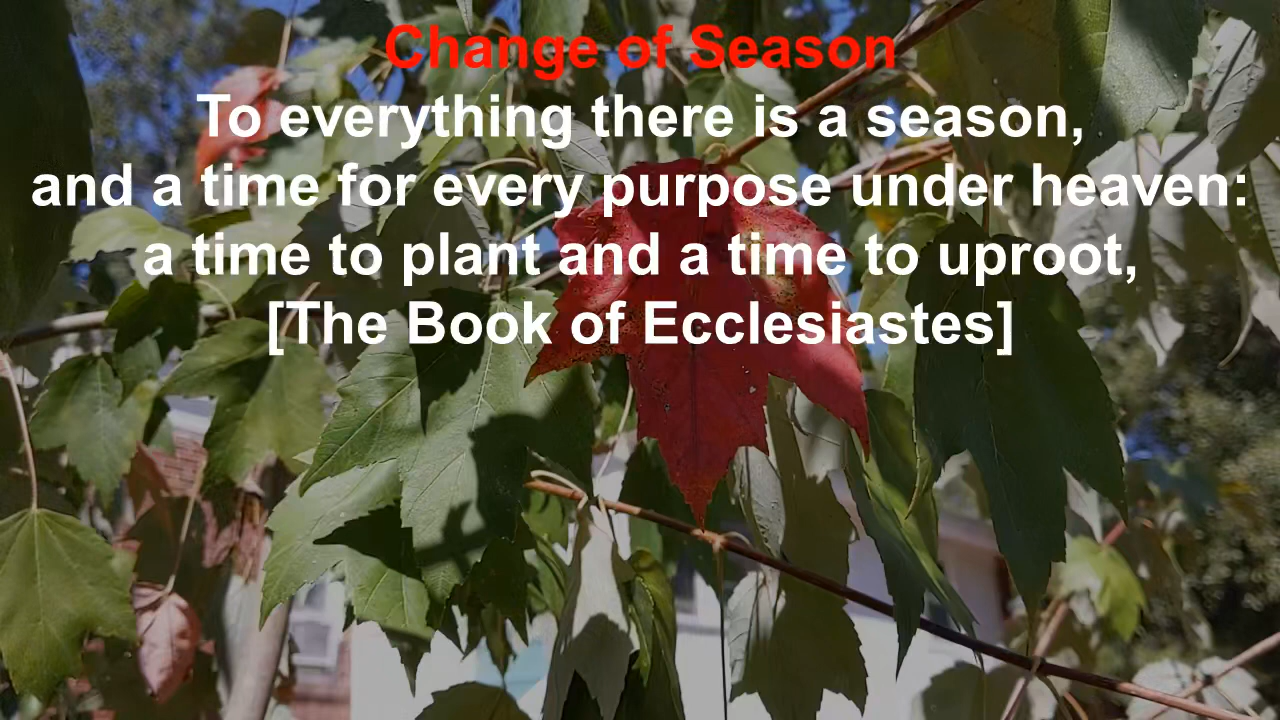 Change of Season
To everything there is a season,
and a time for every purpose under heaven:
a time to plant and a time to uproot,
[The Book of Ecclesiastes]